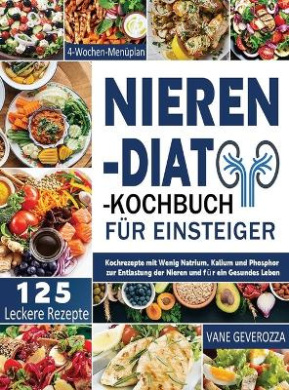 4-Wochen-Menüplan
NIEREN
-DIAT
-KOCHBUCH
FÜR EINSTEIGER
Kochrezepte mit Wenig Natrium, Kalium und Phosphor
zur Entlastung der Nieren und für ein Gesundes Leben
125
Leckere Rezepte
VANE GEVEROZZA